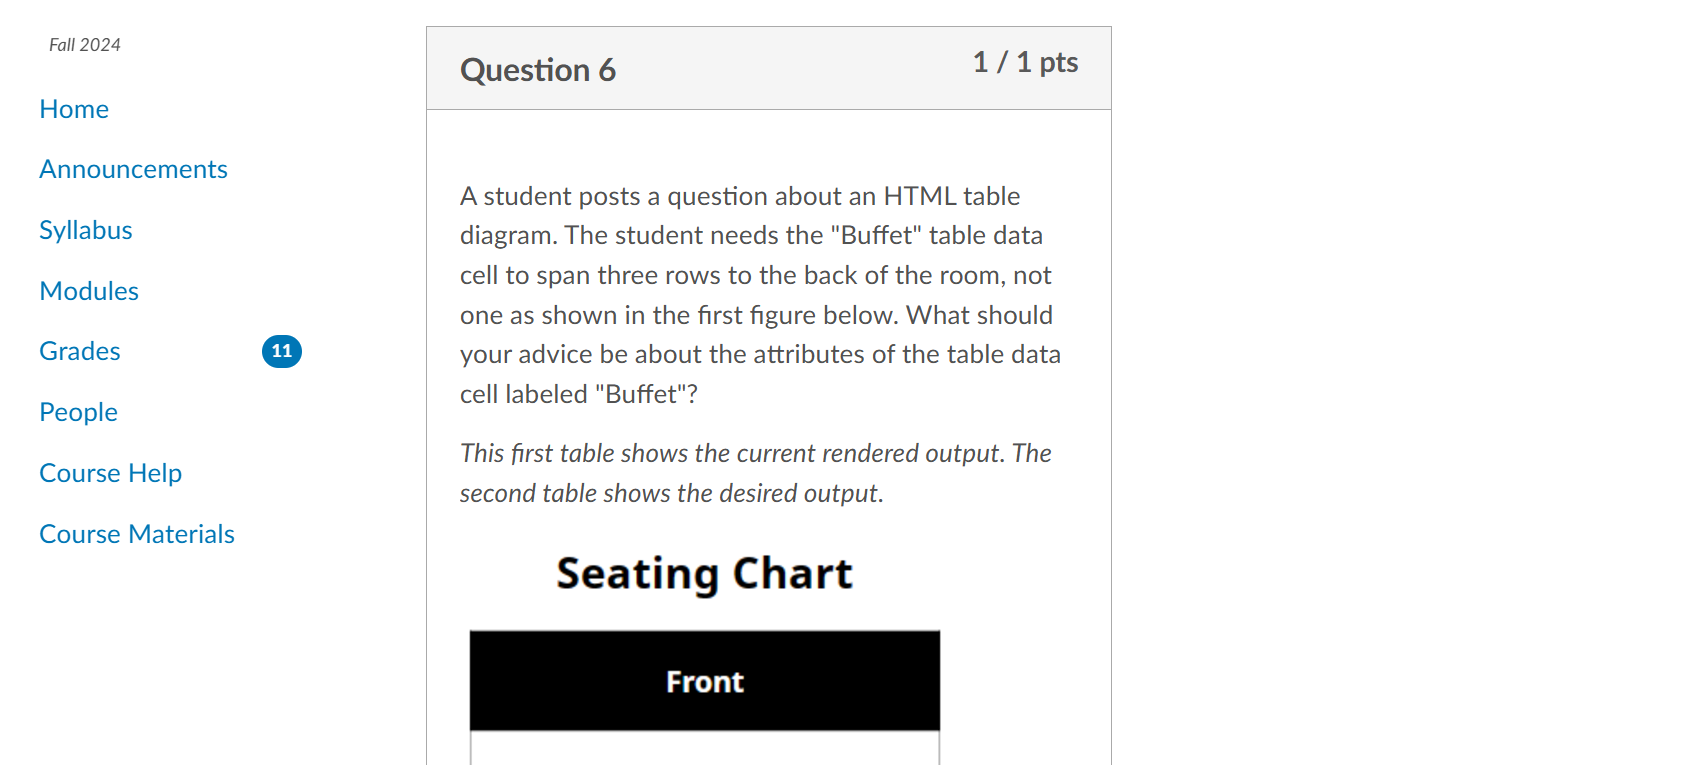 Fall 2024
Home
Announcements
Syllabus
Modules
Grades
11
People
Course Help
Course Materials
Question 6
1 / 1 pts
A student posts a question about an HTML table
diagram. The student needs the "Buffet" table data
cell to span three rows to the back of the room, not
one as shown in the first figure below. What should
your advice be about the attributes of the table data
cell labeled "Buffet"?
This first table shows the current rendered output. The
second table shows the desired output.
Seating Chart
Front